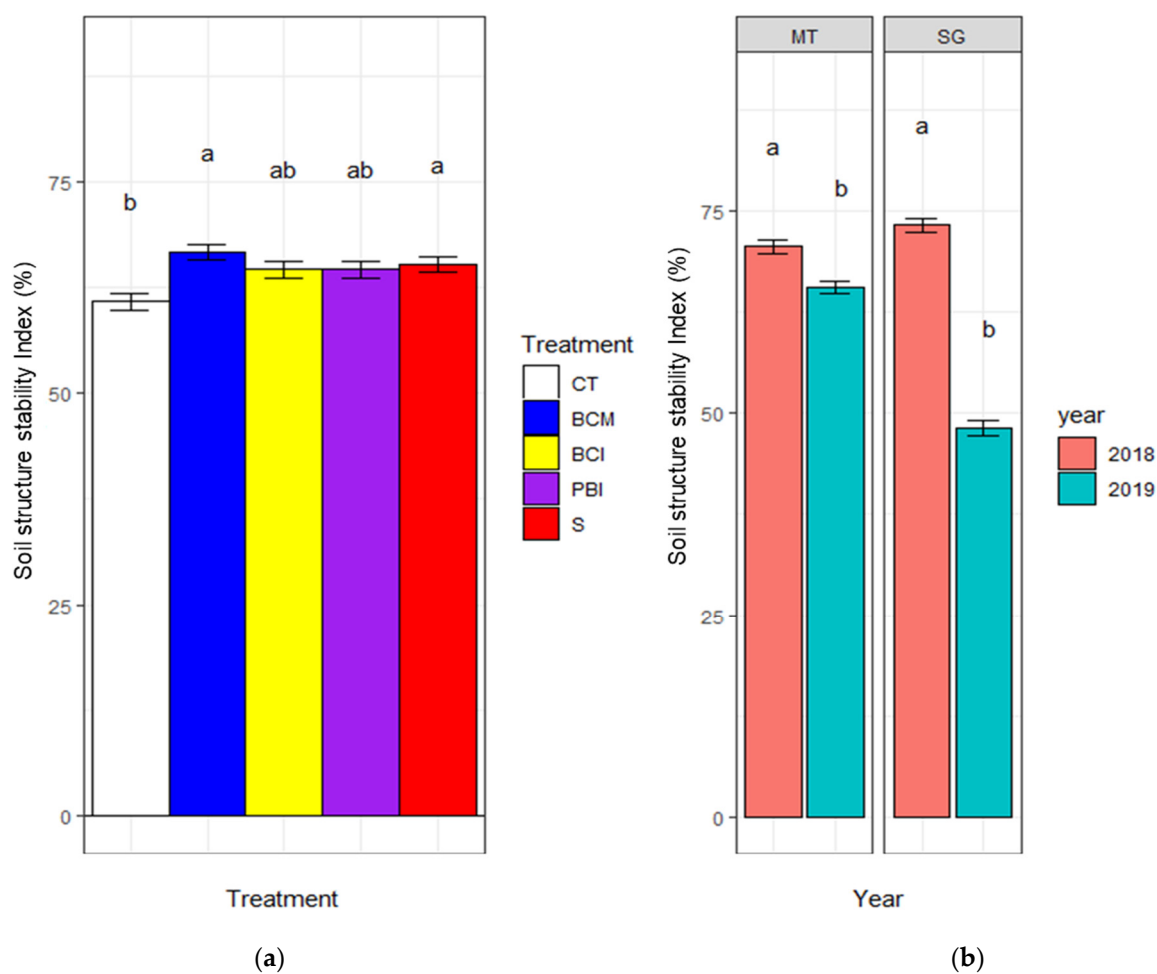 Soil structure stability Index (%)
75
50
25
0
b
a
ab
ab
a
Treatment
Treatment
CT
BCM
BCI
PBI
S
(a)
Soil structure stability Index (%)
MT
SG
75
50
25
0
a
b
a
b
Year
year
2018
2019
(b)